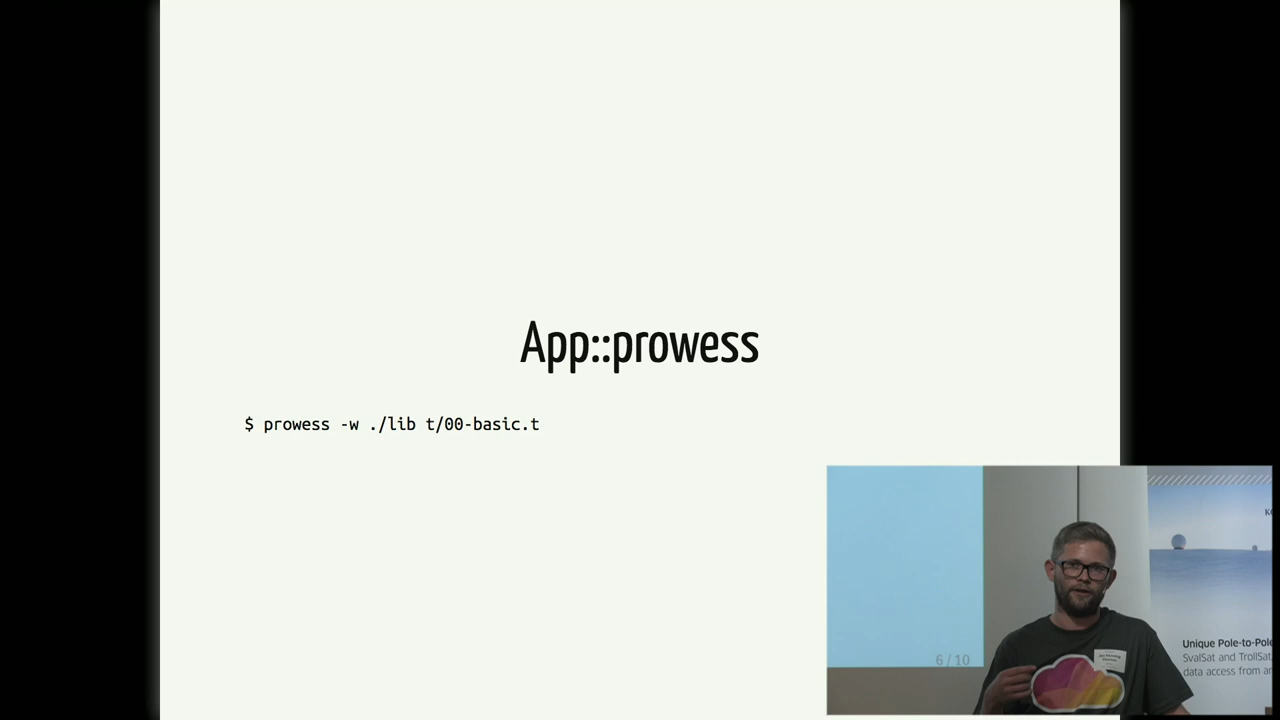 App::prowess
$ prowess -w ./lib t/00-basic.t
6 / 10
Unique Pole-to-Pole
SvalSat and TrollSat
data access from